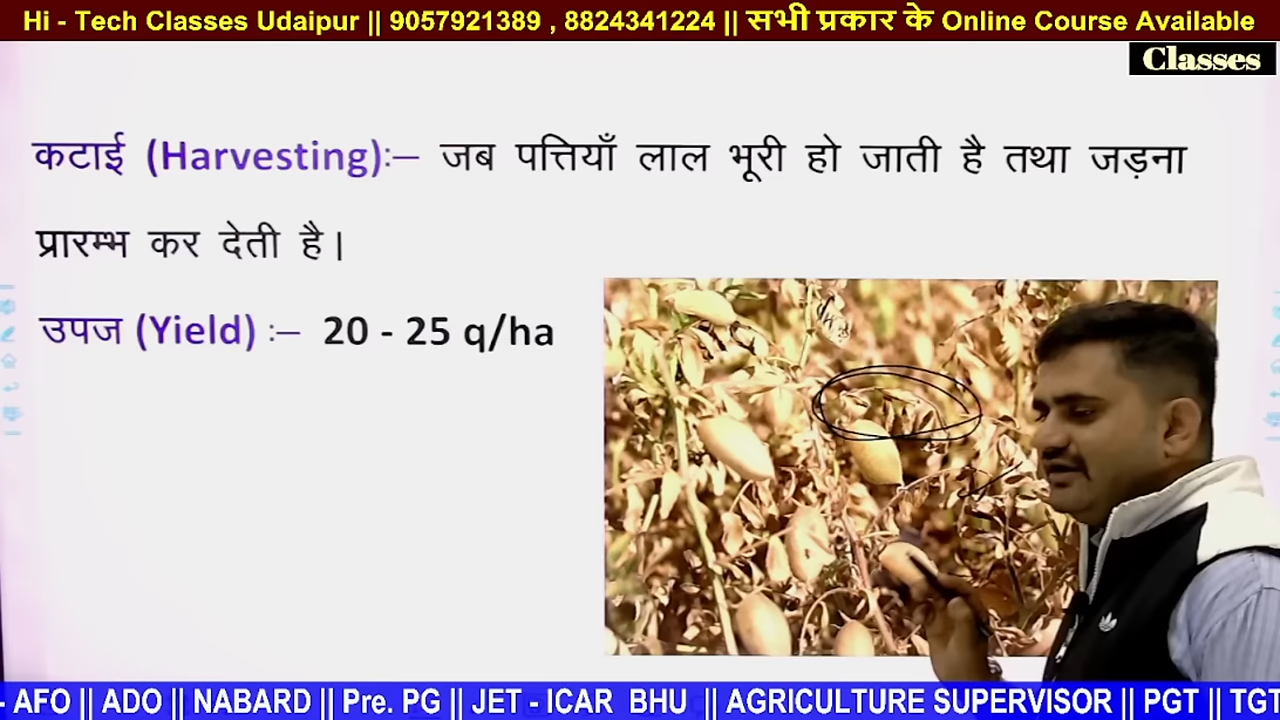 Hi - Tech Classes Udaipur || 9057921389 , 8824341224 || सभी प्रकार के Online Course Available
Classes
कटाई (Harvesting):– जब पत्तियाँ लाल भूरी हो जाती है तथा जड़ना
प्रारम्भ कर देती है।
उपज (Yield) :– 20 - 25 q/ha
- AFO || ADO || NABARD || Pre. PG || JET - ICAR BHU || AGRICULTURE SUPERVISOR || PGT || TGT